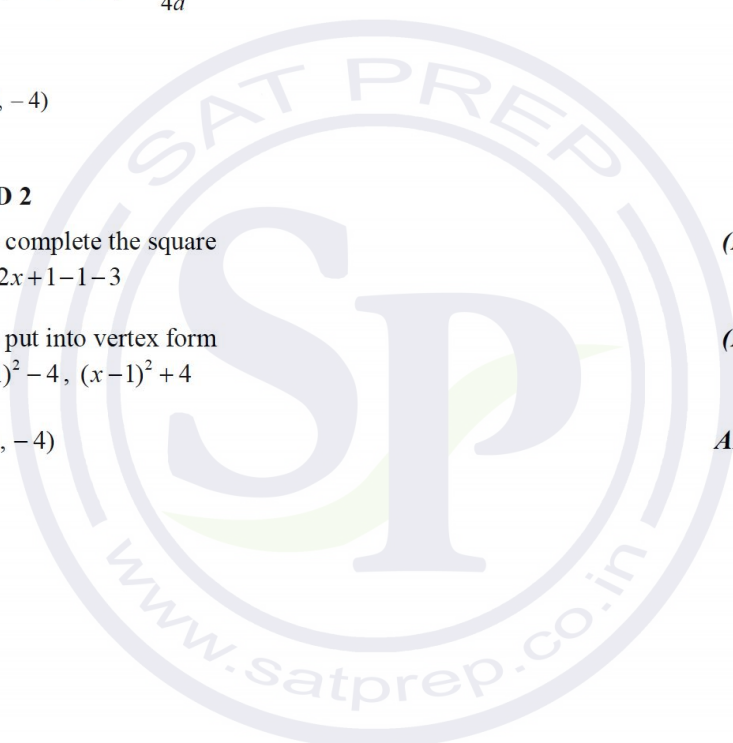 4a
, – 4)
D 2
complete the square
2x+1−1−3
put into vertex form
)² − 4 , (x−1)² + 4
, – 4)
A
SAT PREP
SP
www.satprep.co.in